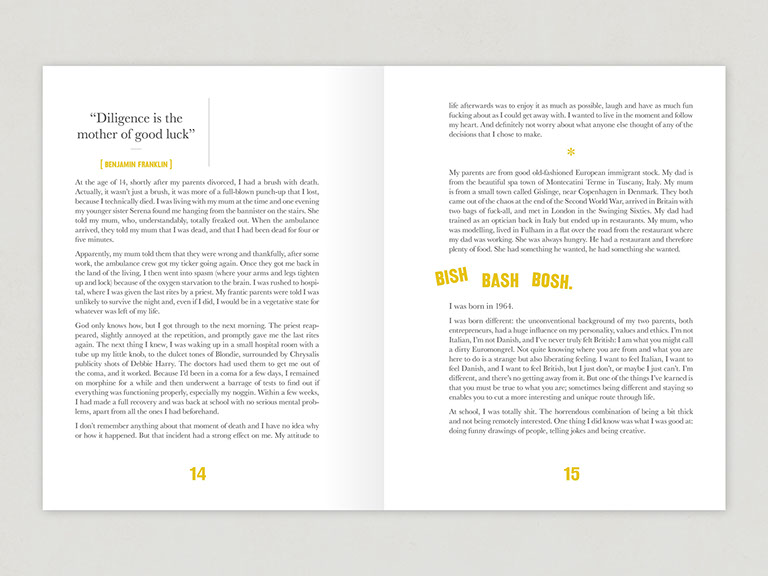 “Diligence is the
mother of good luck”
[ BENJAMIN FRANKLIN ]
At the age of 14, shortly after my parents divorced, I had a brush with death.
Actually, it wasn’t just a brush, it was more of a full-blown punch-up that I lost,
because I technically died. I was living with my mum at the time and one evening
my younger sister Serena found me hanging from the bannister on the stairs. She
told my mum, who, understandably, totally freaked out. When the ambulance
arrived, they told my mum that I was dead, and that I had been dead for four or
five minutes.
Apparently, my mum told them that they were wrong and thankfully, after some
work, the ambulance crew got my ticker going again. Once they got me back in
the land of the living, I then went into spasm (where your arms and legs tighten
up and lock) because of the oxygen starvation to the brain. I was rushed to hospi-
tal, where I was given the last rites by a priest. My frantic parents were told I was
unlikely to survive the night and, even if I did, I would be in a vegetative state for
whatever was left of my life.
God only knows how, but I got through to the next morning. The priest reap-
peared, slightly annoyed at the repetition, and promptly gave me the last rites
again. The next thing I knew, I was waking up in a small hospital room with a
tube up my little knob, to the dulcet tones of Blondie, surrounded by Chrysalis
publicity shots of Debbie Harry. The doctors had used them to get me out of
the coma, and it worked. Because I’d been in a coma for a few days, I remained
on morphine for a while and then underwent a barrage of tests to find out if
everything was functioning properly, especially my noggin. Within a few weeks,
I had made a full recovery and was back at school with no serious mental prob-
lems, apart from all the ones I had beforehand.
I don’t remember anything about that moment of death and I have no idea why
or how it happened. But that incident had a strong effect on me. My attitude to
14
life afterwards was to enjoy it as much as possible, laugh and have as much fun
fucking about as I could get away with. I wanted to live in the moment and follow
my heart. And definitely not worry about what anyone else thought of any of the
decisions that I chose to make.
*
My parents are from good old-fashioned European immigrant stock. My dad is
from the beautiful spa town of Montecatini Terme in Tuscany, Italy. My mum
is from a small town called Gislinge, near Copenhagen in Denmark. They both
came out of the chaos at the end of the Second World War, arrived in Britain with
two bags of fuck-all, and met in London in the Swinging Sixties. My dad had
trained as an optician back in Italy but ended up in restaurants. My mum, who
was modelling, lived in Fulham in a flat over the road from the restaurant where
my dad was working. She was always hungry. He had a restaurant and therefore
plenty of food. She had something he wanted, he had something she wanted.
BISH BASH BOSH.
I was born in 1964.
I was born different: the unconventional background of my two parents, both
entrepreneurs, had a huge influence on my personality, values and ethics. I’m not
Italian, I’m not Danish, and I’ve never truly felt British: I am what you might call
a dirty Euromongrel. Not quite knowing where you are from and what you are
here to do is a strange but also liberating feeling. I want to feel Italian, I want to
feel Danish, and I want to feel British, but I just don’t, or maybe I just can’t. I’m
different, and there’s no getting away from it. But one of the things I’ve learned is
that you must be true to what you are; sometimes being different and staying so
enables you to cut a more interesting and unique route through life.
At school, I was totally shit. The horrendous combination of being a bit thick
and not being remotely interested. One thing I did know was what I was good at:
doing funny drawings of people, telling jokes and being creative.
15